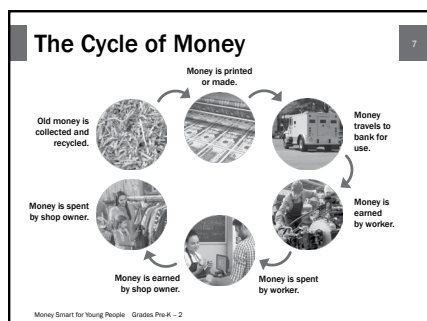 The Cycle of Money
7
Money is printed
or made.
Money
travels to
bank for
use.
Money is
earned
by worker.
Money is spent
by worker.
Money is earned
by shop owner.
Money is spent
by shop owner.
Old money is
collected and
recycled.
Money Smart for Young People Grades Pre-K – 2